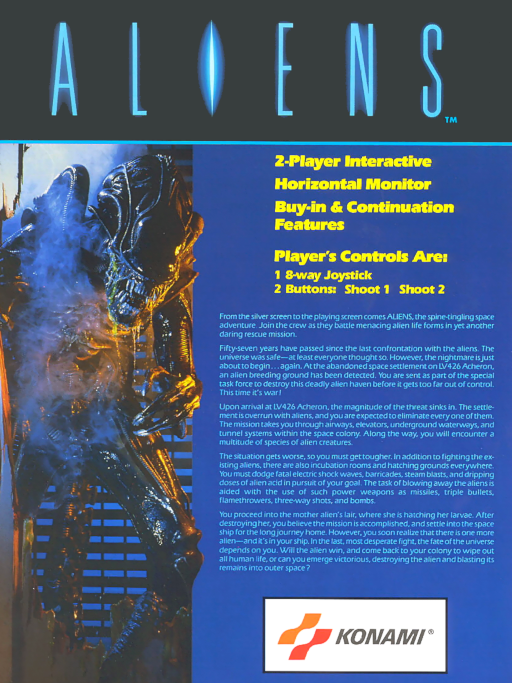 ALIENS™
2-Player Interactive
Horizontal Monitor
Buy-in & Continuation
Features
Player's Controls Are:
1 8-way Joystick
2 Buttons: Shoot 1 Shoot 2
From the silver screen to the playing screen comes ALIENS, the spine-tingling space
adventure. Join the crew as they battle menacing alien life forms in yet another
daring rescue mission.
Fifty-seven years have passed since the last confrontation with the aliens. The
universe was safe—at least everyone thought so. However, the nightmare is just
about to begin...again. At the abandoned space settlement on LV426 Acheron,
an alien breeding ground has been detected. You are sent as part of the special
task force to destroy this deadly alien haven before it gets too far out of control.
This time it's war!
Upon arrival at LV426 Acheron, the magnitude of the threat sinks in. The settle-
ment is overrun with aliens, and you are expected to eliminate every one of them.
The mission takes you through airways, elevators, underground waterways, and
tunnel systems within the space colony. Along the way, you will encounter a
multitude of species of alien creatures.
The situation gets worse, so you must get tougher. In addition to fighting the ex-
isting aliens, there are also incubation rooms and hatching grounds everywhere.
You must dodge fatal electric shock waves, barricades, steam blasts, and dripping
doses of alien acid in pursuit of your goal. The task of blowing away the aliens is
aided with the use of such power weapons as missiles, triple bullets,
flamethrowers, three-way shots, and bombs.
You proceed into the mother alien's lair, where she is hatching her larvae. After
destroying her, you believe the mission is accomplished, and settle into the space
ship for the long journey home. However, you soon realize that there is one more
alien—and it's in your ship. In the last, most desperate fight, the fate of the universe
depends on you. Will the alien win, and come back to your colony to wipe out
all human life, or can you emerge victorious, destroying the alien and blasting its
remains into outer space?
KONAMI®